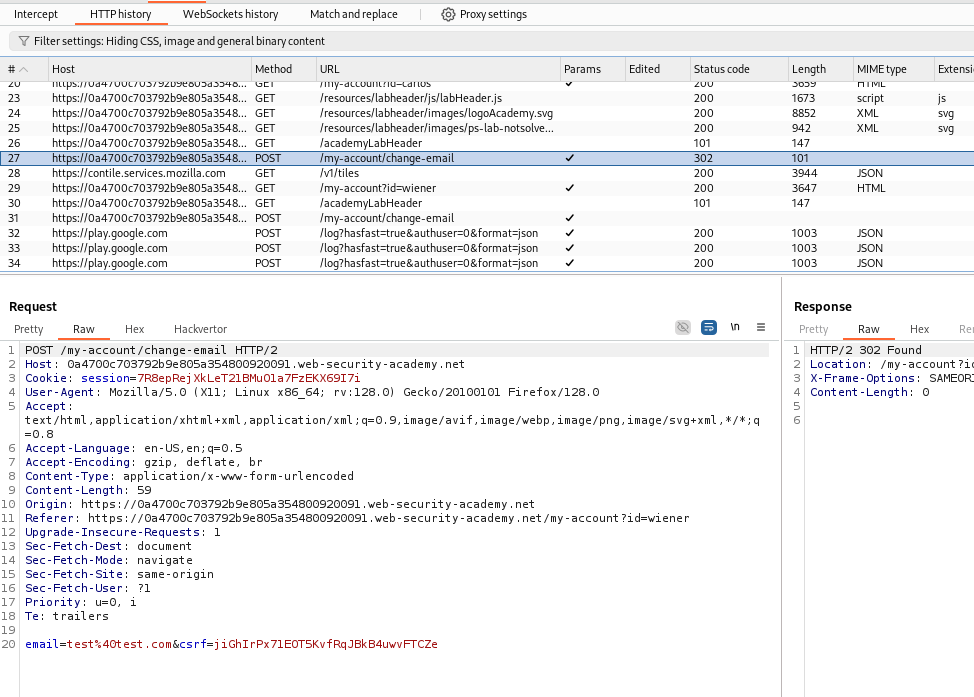 Intercept HTTP history WebSockets history Match and replace Proxy settings
Filter settings: Hiding CSS, image and general binary content
# Host Method URL Params Edited Status code Length MIME type Extensi
20 https://0a4700c703792b9e805a3548... GET /my-account?id=carlos ✓ 200 3659 HTML
23 https://0a4700c703792b9e805a3548... GET /resources/labheader/js/labHeader.js 200 1673 script js
24 https://0a4700c703792b9e805a3548... GET /resources/labheader/images/logoAcademy.svg 200 8852 XML svg
25 https://0a4700c703792b9e805a3548... GET /resources/labheader/images/ps-lab-notsolve... 200 942 XML svg
26 https://0a4700c703792b9e805a3548... GET /academyLabHeader 101 147
27 https://0a4700c703792b9e805a3548... POST /my-account/change-email ✓ 302 101
28 https://contile.services.mozilla.com GET /v1/tiles 200 3944 JSON
29 https://0a4700c703792b9e805a3548... GET /my-account?id=wiener ✓ 200 3647 HTML
30 https://0a4700c703792b9e805a3548... GET /academyLabHeader 101 147
31 https://0a4700c703792b9e805a3548... POST /my-account/change-email ✓
32 https://play.google.com POST /log?hasfast=true&authuser=0&format=json ✓ 200 1003 JSON
33 https://play.google.com POST /log?hasfast=true&authuser=0&format=json ✓ 200 1003 JSON
34 https://play.google.com POST /log?hasfast=true&authuser=0&format=json ✓ 200 1003 JSON
Request
Pretty Raw Hex Hackvertor \n
1 POST /my-account/change-email HTTP/2
2 Host: 0a4700c703792b9e805a354800920091.web-security-academy.net
3 Cookie: session=7R8epRejXkLeT21BMuO1a7FzEKX69I7i
4 User-Agent: Mozilla/5.0 (X11; Linux x86_64; rv:128.0) Gecko/20100101 Firefox/128.0
5 Accept:
text/html,application/xhtml+xml,application/xml;q=0.9,image/avif,image/webp,image/png,image/svg+xml,*/*;q
=0.8
6 Accept-Language: en-US,en;q=0.5
7 Accept-Encoding: gzip, deflate, br
8 Content-Type: application/x-www-form-urlencoded
9 Content-Length: 59
10 Origin: https://0a4700c703792b9e805a354800920091.web-security-academy.net
11 Referer: https://0a4700c703792b9e805a354800920091.web-security-academy.net/my-account?id=wiener
12 Upgrade-Insecure-Requests: 1
13 Sec-Fetch-Dest: document
14 Sec-Fetch-Mode: navigate
15 Sec-Fetch-Site: same-origin
16 Sec-Fetch-User: ?1
17 Priority: u=0, i
18 Te: trailers
19
20 email=test%40test.com&csrf=jiGhIrPx71EOT5KvfRqJBkB4uwvFTCZe
Response
Pretty Raw Hex Ren
1 HTTP/2 302 Found
2 Location: /my-account?id
3 X-Frame-Options: SAMEORI
4 Content-Length: 0
5
6